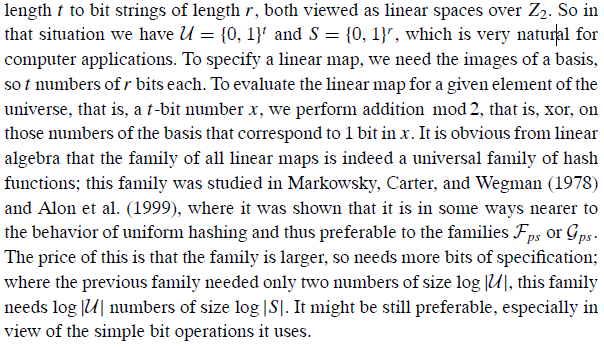 length t to bit strings of length r, both viewed as linear spaces over Z₂. So in
that situation we have 𝒰 = {0, 1}ᵗ and S = {0, 1}ʳ, which is very natural for
computer applications. To specify a linear map, we need the images of a basis,
so t numbers of r bits each. To evaluate the linear map for a given element of the
universe, that is, a t-bit number x, we perform addition mod 2, that is, xor, on
those numbers of the basis that correspond to 1 bit in x. It is obvious from linear
algebra that the family of all linear maps is indeed a universal family of hash
functions; this family was studied in Markowsky, Carter, and Wegman (1978)
and Alon et al. (1999), where it was shown that it is in some ways nearer to
the behavior of uniform hashing and thus preferable to the families ℱps or 𝒢ps.
The price of this is that the family is larger, so needs more bits of specification;
where the previous family needed only two numbers of size log |𝒰|, this family
needs log |𝒰| numbers of size log |S|. It might be still preferable, especially in
view of the simple bit operations it uses.